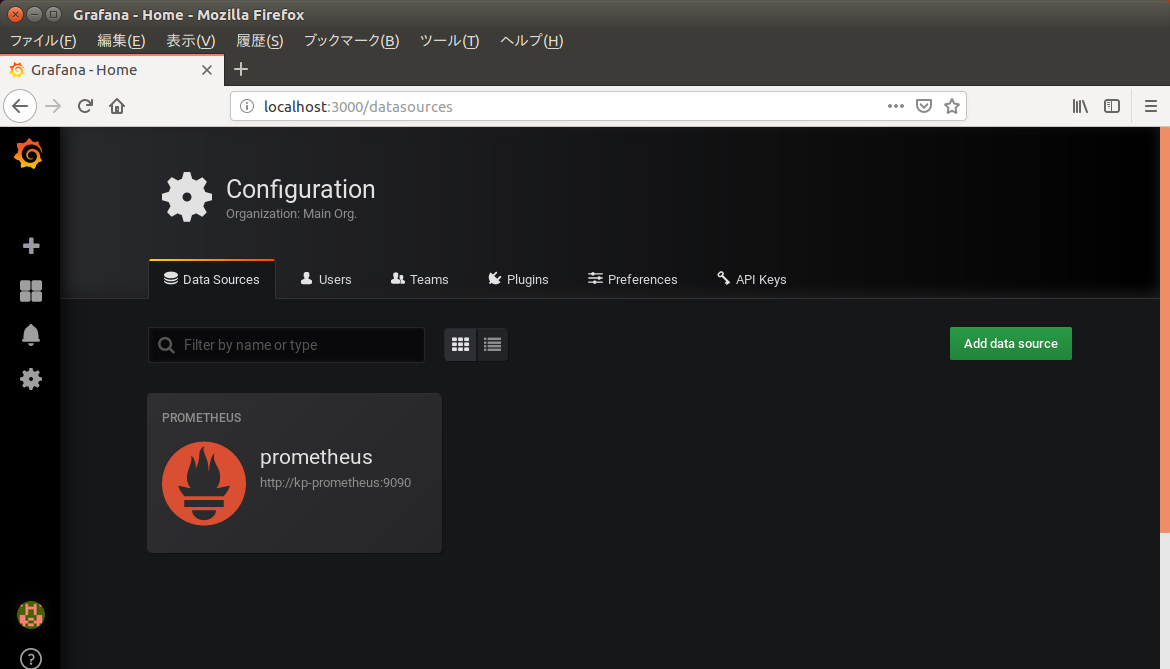 Grafana - Home - Mozilla Firefox
ファイル(F) 編集(E) 表示(V) 履歴(S) ブックマーク(B) ツール(T) ヘルプ(H)
Grafana - Home
localhost:3000/datasources
Configuration
Organization: Main Org.
Data Sources Users Teams Plugins Preferences API Keys
Filter by name or type
Add data source
PROMETHEUS
prometheus
http://kp-prometheus:9090